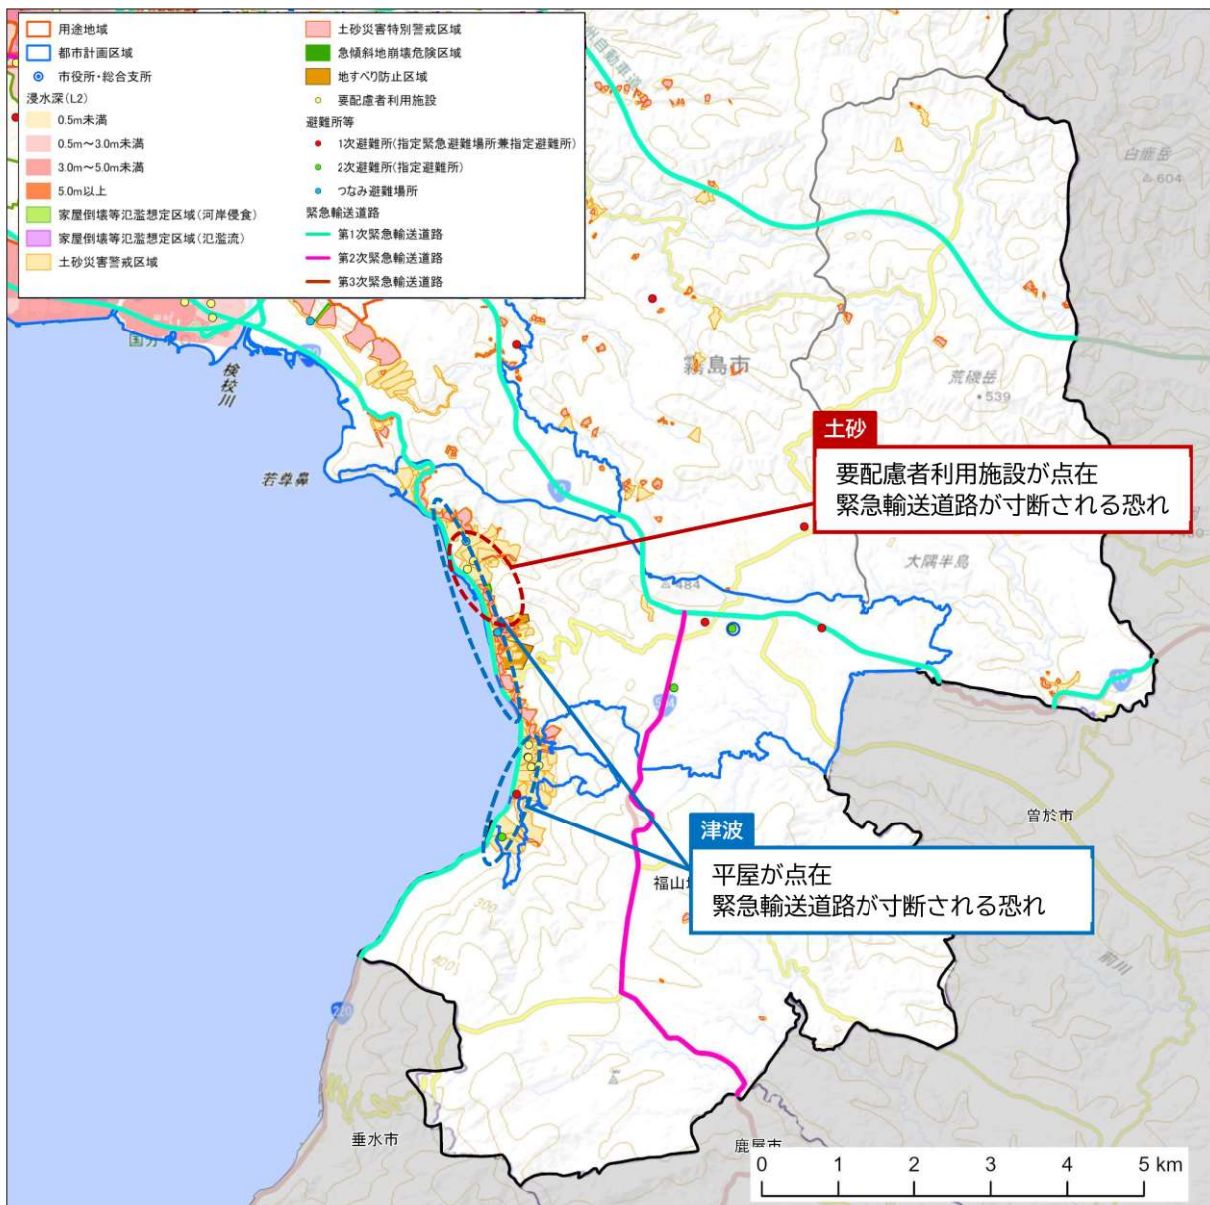 用途地域
都市計画区域
市役所・総合支所
浸水深(L2)
0.5m未満
0.5m～3.0m未満
3.0m～5.0m未満
5.0m以上
家屋倒壊等氾濫想定区域(河岸侵食)
家屋倒壊等氾濫想定区域(氾濫流)
土砂災害警戒区域
土砂災害特別警戒区域
急傾斜地崩壊危険区域
地すべり防止区域
要配慮者利用施設
避難所等
1次避難所(指定緊急避難場所兼指定避難所)
2次避難所(指定避難所)
つなみ避難場所
緊急輸送道路
第1次緊急輸送道路
第2次緊急輸送道路
第3次緊急輸送道路
州自動車道
白鹿岳
604
検校川
霧島市
荒磯岳
539
若尊鼻
土砂
要配慮者利用施設が点在
緊急輸送道路が寸断される恐れ
大隅半島
484
曽於市
津波
平屋が点在
緊急輸送道路が寸断される恐れ
福山
300
前川
220
垂水市
鹿屋市
0 1 2 3 4 5 km